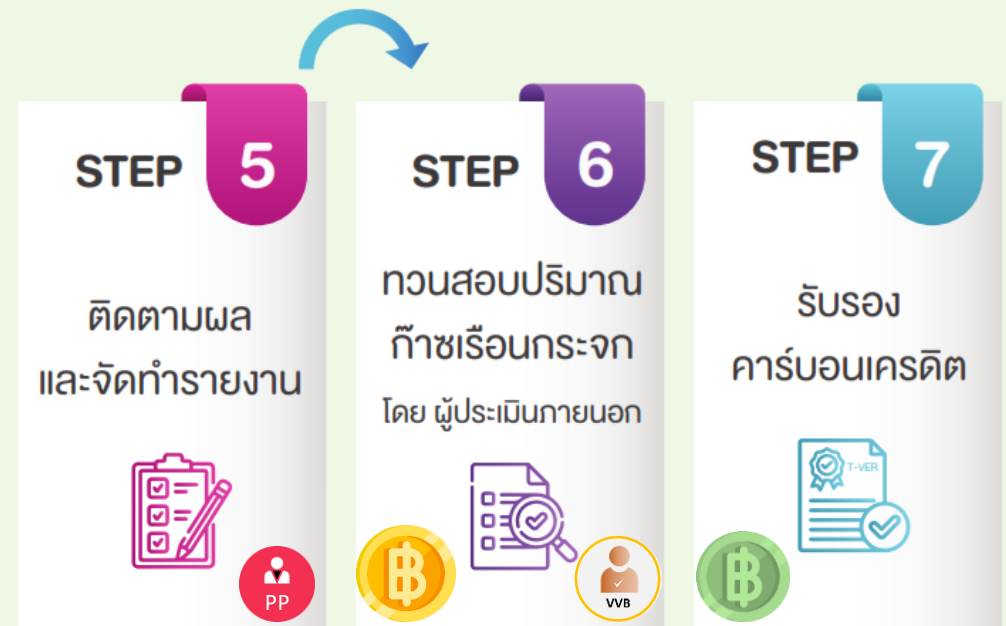 STEP 5
ติดตามผล
และจัดทำรายงาน
PP
STEP 6
ทวนสอบปริมาณ
ก๊าซเรือนกระจก
โดย ผู้ประเมินภายนอก
VVB
STEP 7
รับรอง
คาร์บอนเครดิต
T-VER